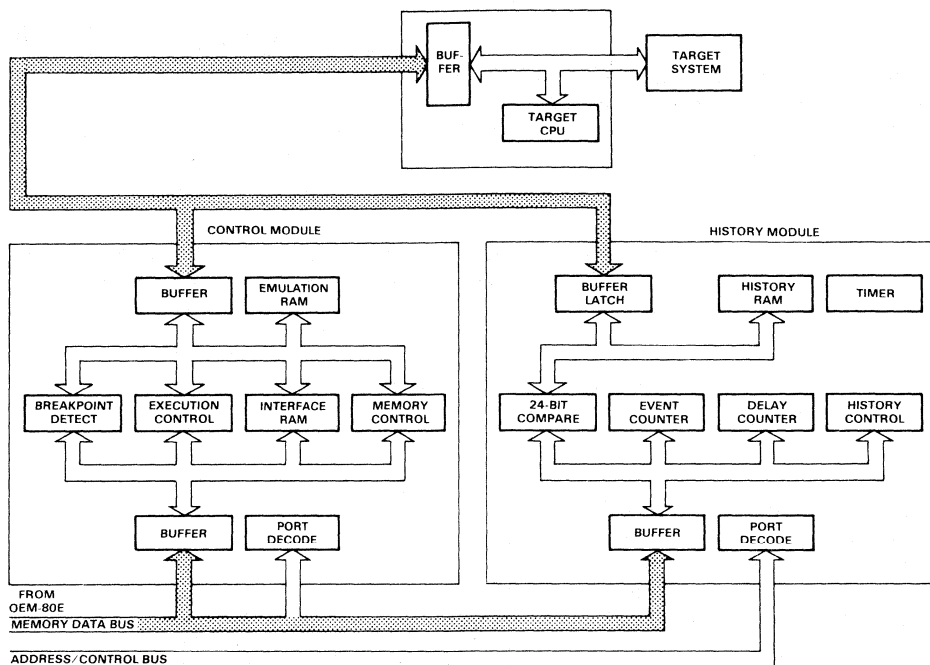 BUF-
FER
TARGET
SYSTEM
TARGET
CPU
CONTROL MODULE
HISTORY MODULE
BUFFER
EMULATION
RAM
BUFFER
LATCH
HISTORY
RAM
TIMER
BREAKPOINT
DETECT
EXECUTION
CONTROL
INTERFACE
RAM
MEMORY
CONTROL
24-BIT
COMPARE
EVENT
COUNTER
DELAY
COUNTER
HISTORY
CONTROL
BUFFER
PORT
DECODE
BUFFER
PORT
DECODE
FROM
OEM-80E
MEMORY DATA BUS
ADDRESS/CONTROL BUS